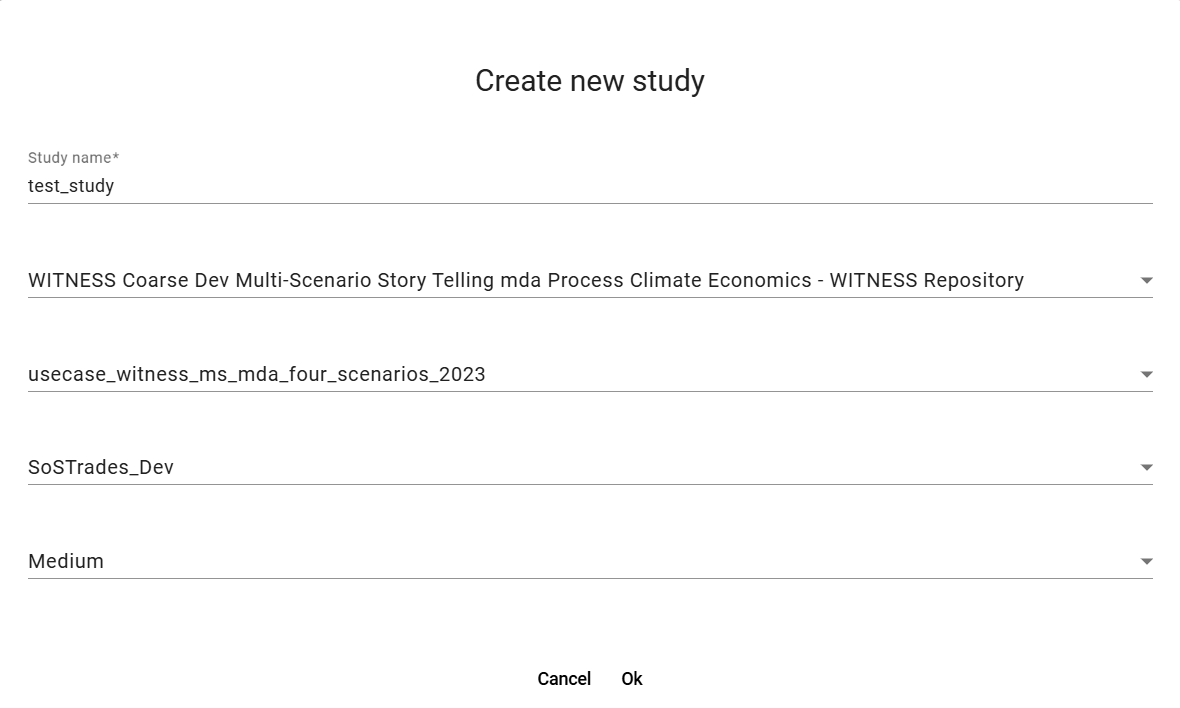 Create new study
Study name*
test_study
WITNESS Coarse Dev Multi-Scenario Story Telling mda Process Climate Economics - WITNESS Repository
usecase_witness_ms_mda_four_scenarios_2023
SoSTrades_Dev
Medium
Cancel Ok